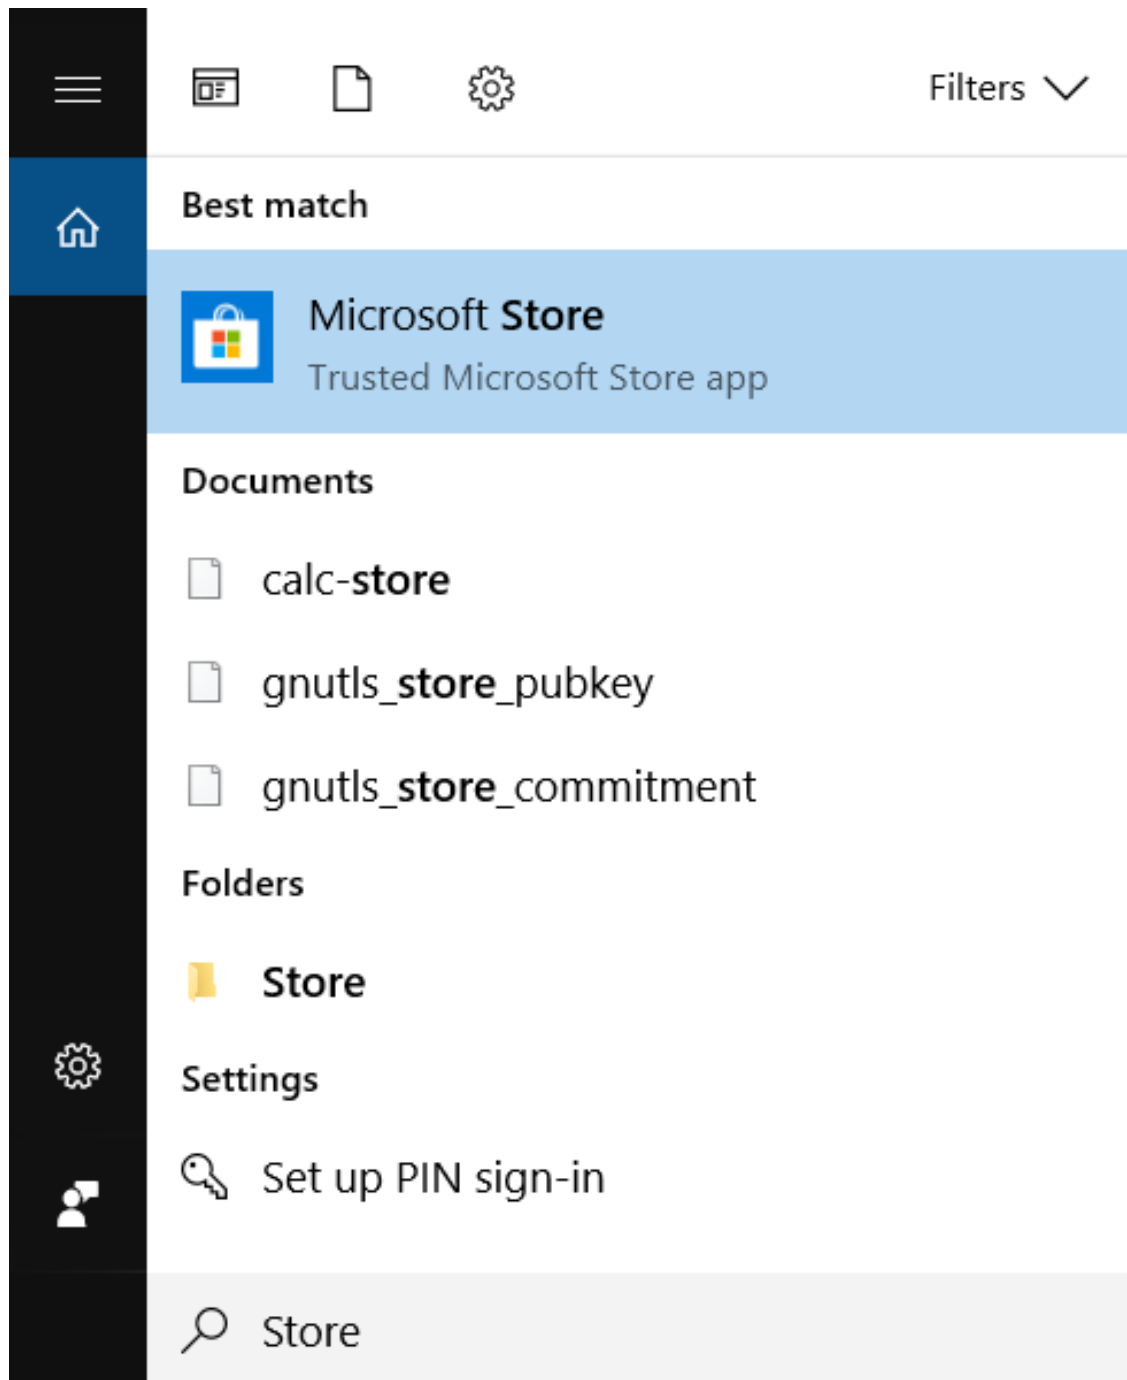 Filters
Best match
Microsoft Store
Trusted Microsoft Store app
Documents
calc-store
gnutls_store_pubkey
gnutls_store_commitment
Folders
Store
Settings
Set up PIN sign-in
Store